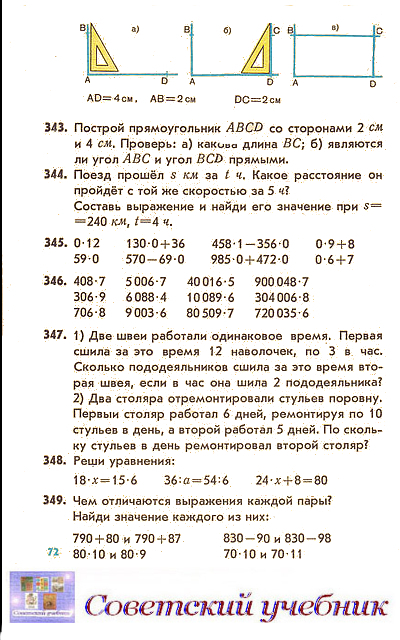 а) б) в)
B B C B C
A D A D A D
AD=4см, AB=2см DC=2см
343. Построй прямоугольник ABCD со сторонами 2 см
и 4 см. Проверь: а) какова длина BC; б) являются
ли угол ABC и угол BCD прямыми.
344. Поезд прошёл s км за t ч. Какое расстояние он
пройдёт с той же скоростью за 5 ч?
Составь выражение и найди его значение при s=
=240 км, t=4 ч.
345. 0·12 130·0+36 458·1−356·0 0·9+8
59·0 570−69·0 985·0+472·0 0·6+7
346. 408·7 5006·7 40016·5 900048·7
306·9 6088·4 10089·6 304006·8
706·8 9003·6 80509·7 720035·6
347. 1) Две швеи работали одинаковое время. Первая
сшила за это время 12 наволочек, по 3 в час.
Сколько пододеяльников сшила за это время вто-
рая швея, если в час она шила 2 пододеяльника?
2) Два столяра отремонтировали стульев поровну.
Первый столяр работал 6 дней, ремонтируя по 10
стульев в день, а второй работал 5 дней. По сколь-
ку стульев в день ремонтировал второй столяр?
348. Реши уравнения:
18·x=15·6 36:a=54:6 24·x+8=80
349. Чем отличаются выражения каждой пары?
Найди значение каждого из них:
790+80 и 790+87 830−90 и 830−98
72 80·10 и 80·9 70·10 и 70·11
Советский учебник
Советский учебник